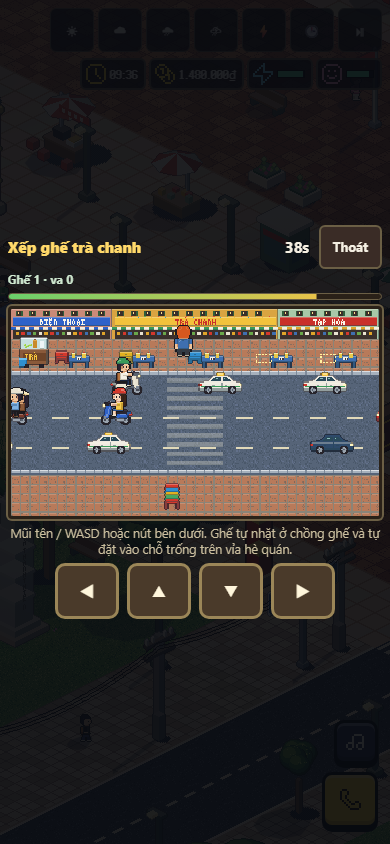 09:36
1.480.000₫
Xếp ghế trà chanh
38s
Thoát
Ghế 1 · va 0
ĐIỆN THOẠI
TRÀ CHANH
TẠP HÓA
TRÀ
Mũi tên / WASD hoặc nút bên dưới. Ghế tự nhặt ở chồng ghế và tự
đặt vào chỗ trống trên vỉa hè quán.